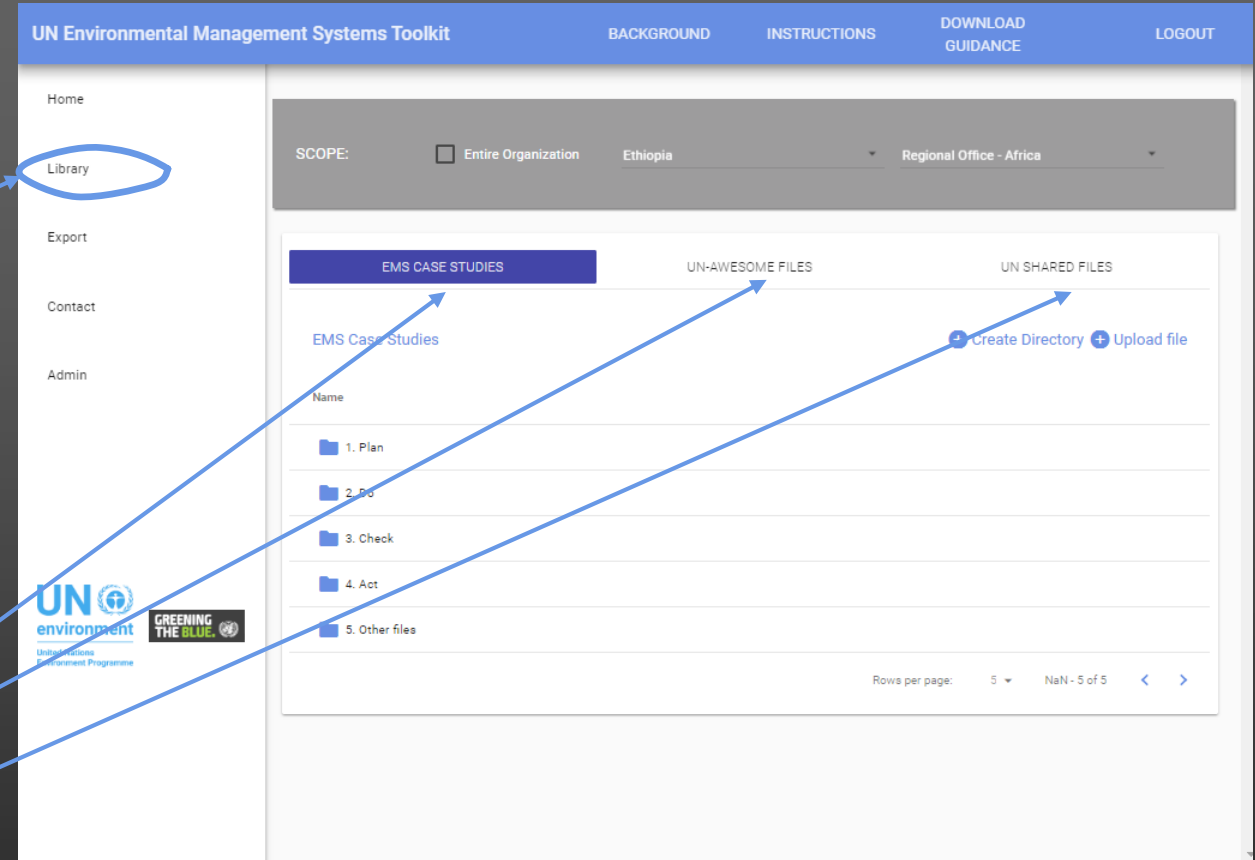 UN Environmental Management Systems Toolkit
BACKGROUND
INSTRUCTIONS
DOWNLOAD
GUIDANCE
LOGOUT
Home
Library
Export
Contact
Admin
SCOPE:
Entire Organization
Ethiopia
Regional Office - Africa
EMS CASE STUDIES
UN-AWESOME FILES
UN SHARED FILES
EMS Case Studies
Create Directory
Upload file
Name
1. Plan
2. Do
3. Check
4. Act
5. Other files
Rows per page: 5 NaN - 5 of 5
UN
environment
United Nations
Environment Programme
GREENING
THE BLUE.